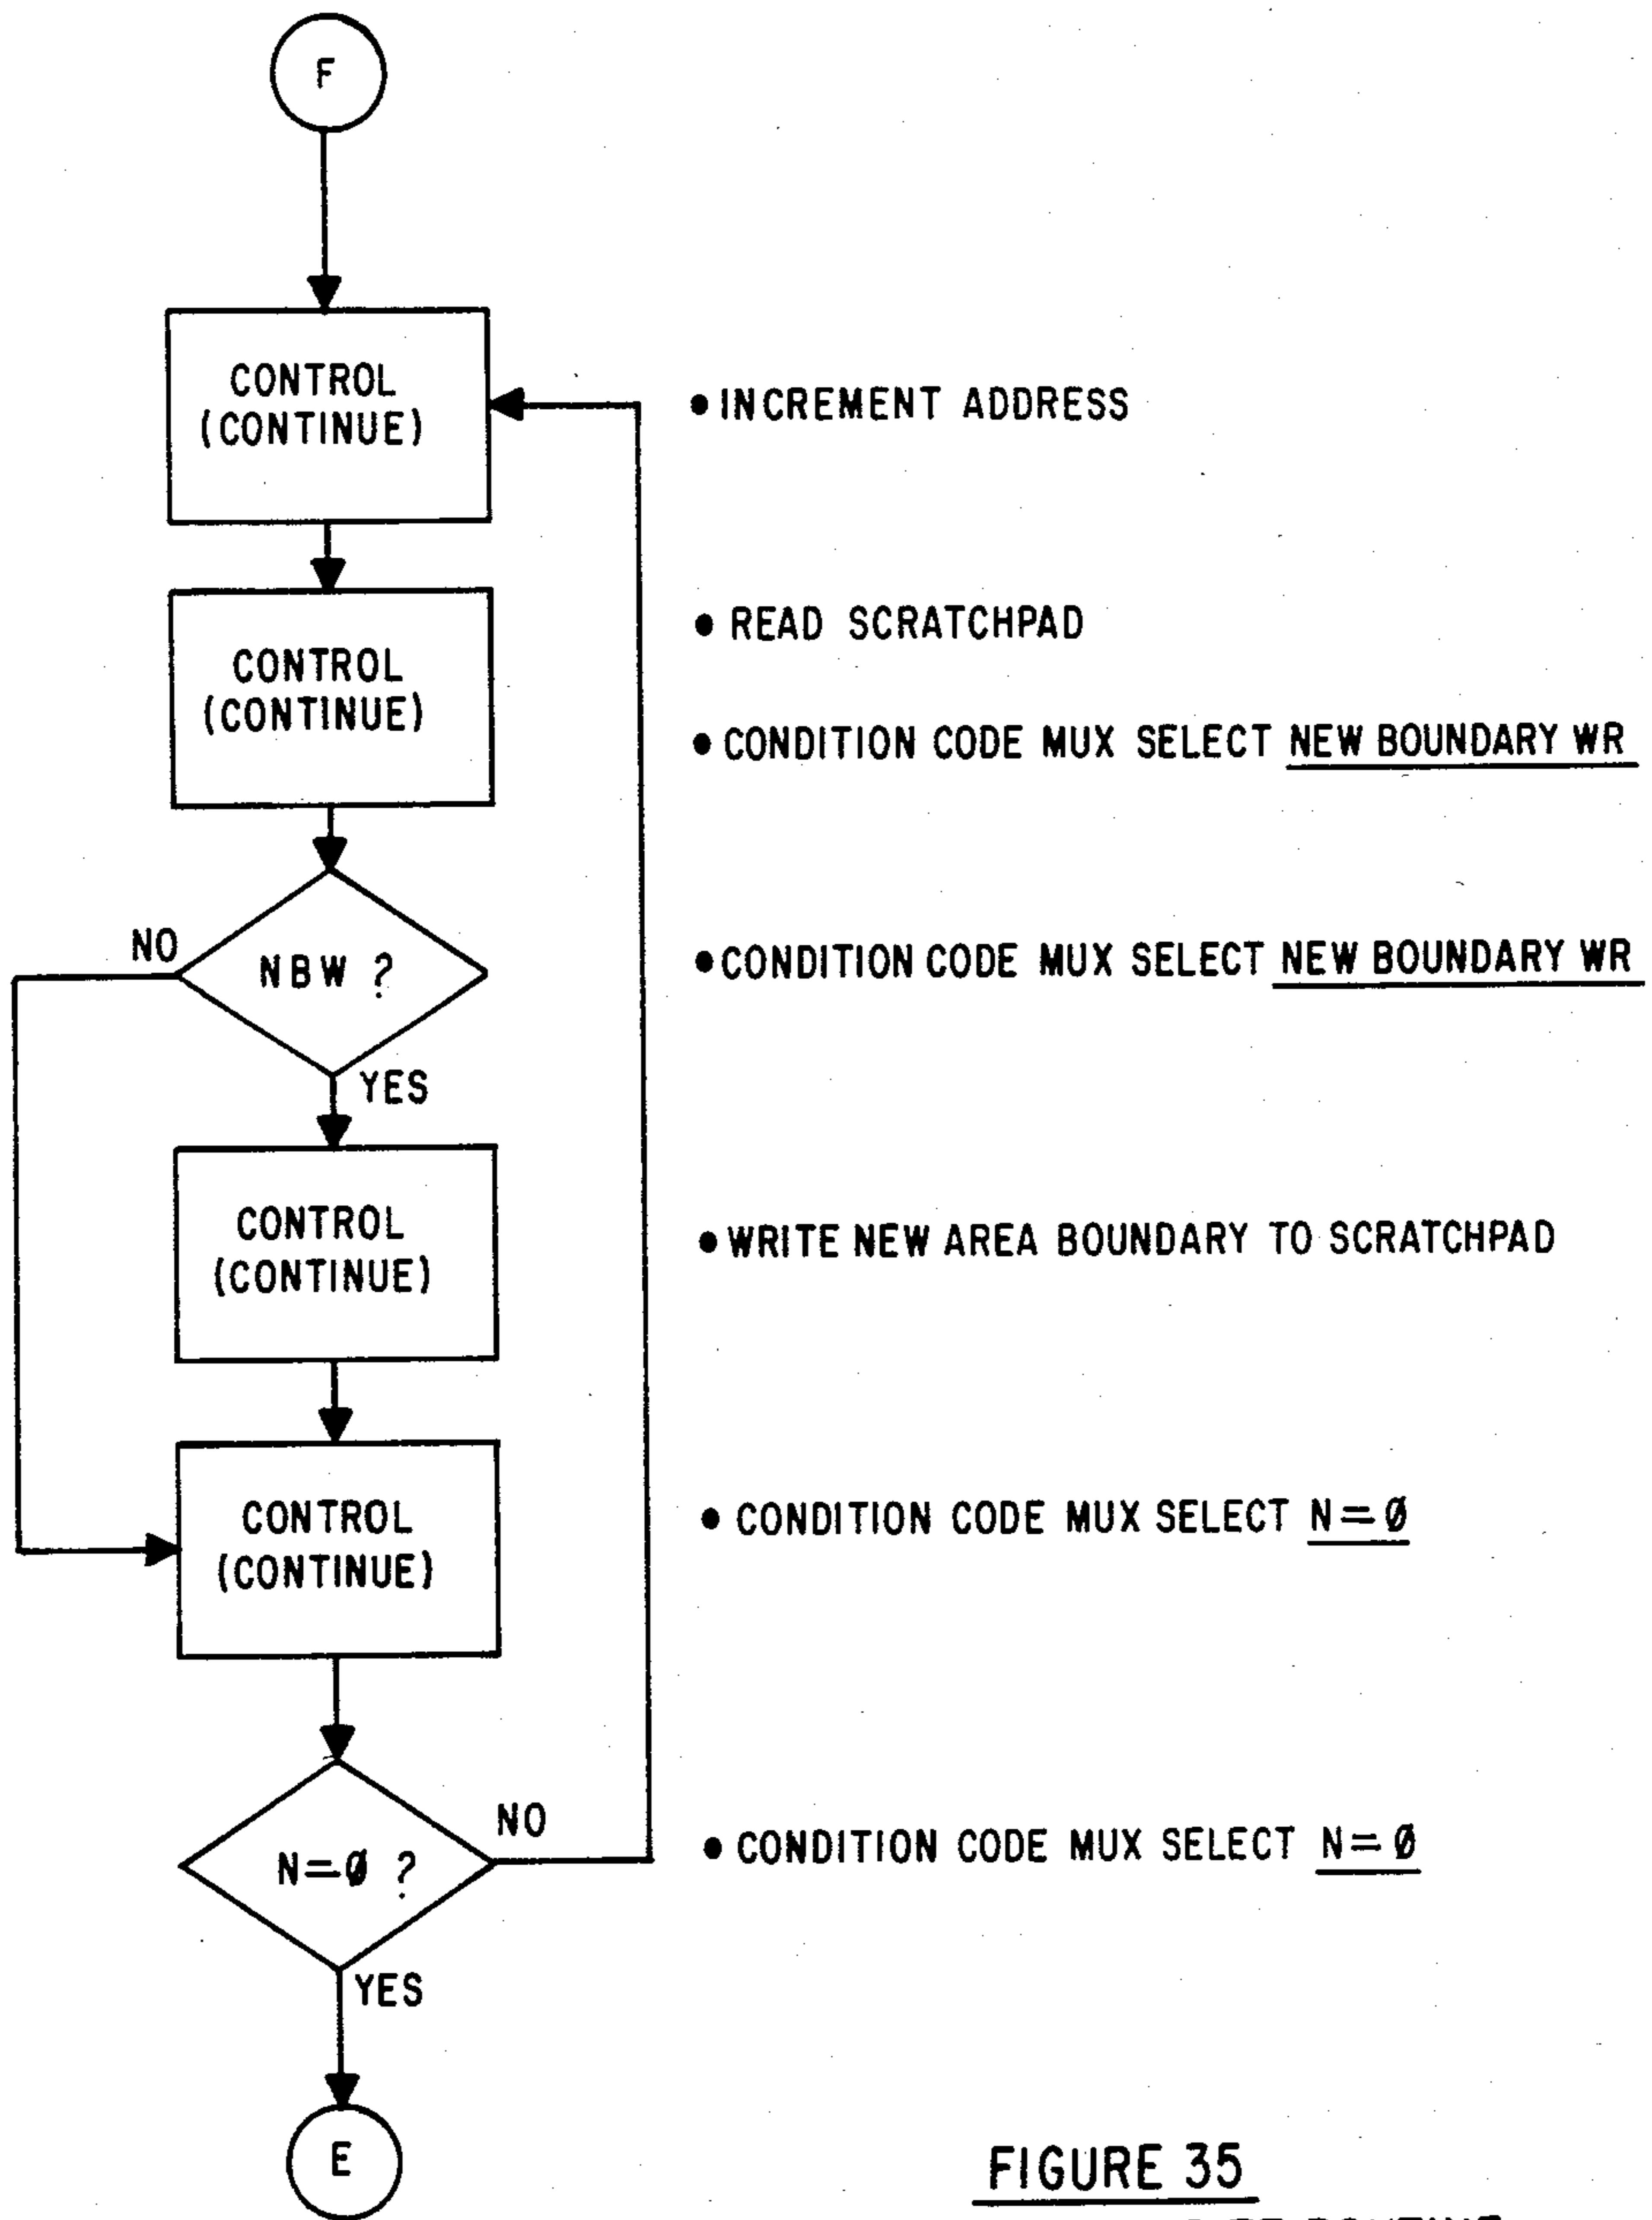 F
CONTROL
(CONTINUE)
• INCREMENT ADDRESS
CONTROL
(CONTINUE)
• READ SCRATCHPAD
• CONDITION CODE MUX SELECT NEW BOUNDARY WR
NO
NBW ?
• CONDITION CODE MUX SELECT NEW BOUNDARY WR
YES
CONTROL
(CONTINUE)
• WRITE NEW AREA BOUNDARY TO SCRATCHPAD
CONTROL
(CONTINUE)
• CONDITION CODE MUX SELECT N=Ø
NO
N=Ø ?
• CONDITION CODE MUX SELECT N=Ø
YES
E
FIGURE 35